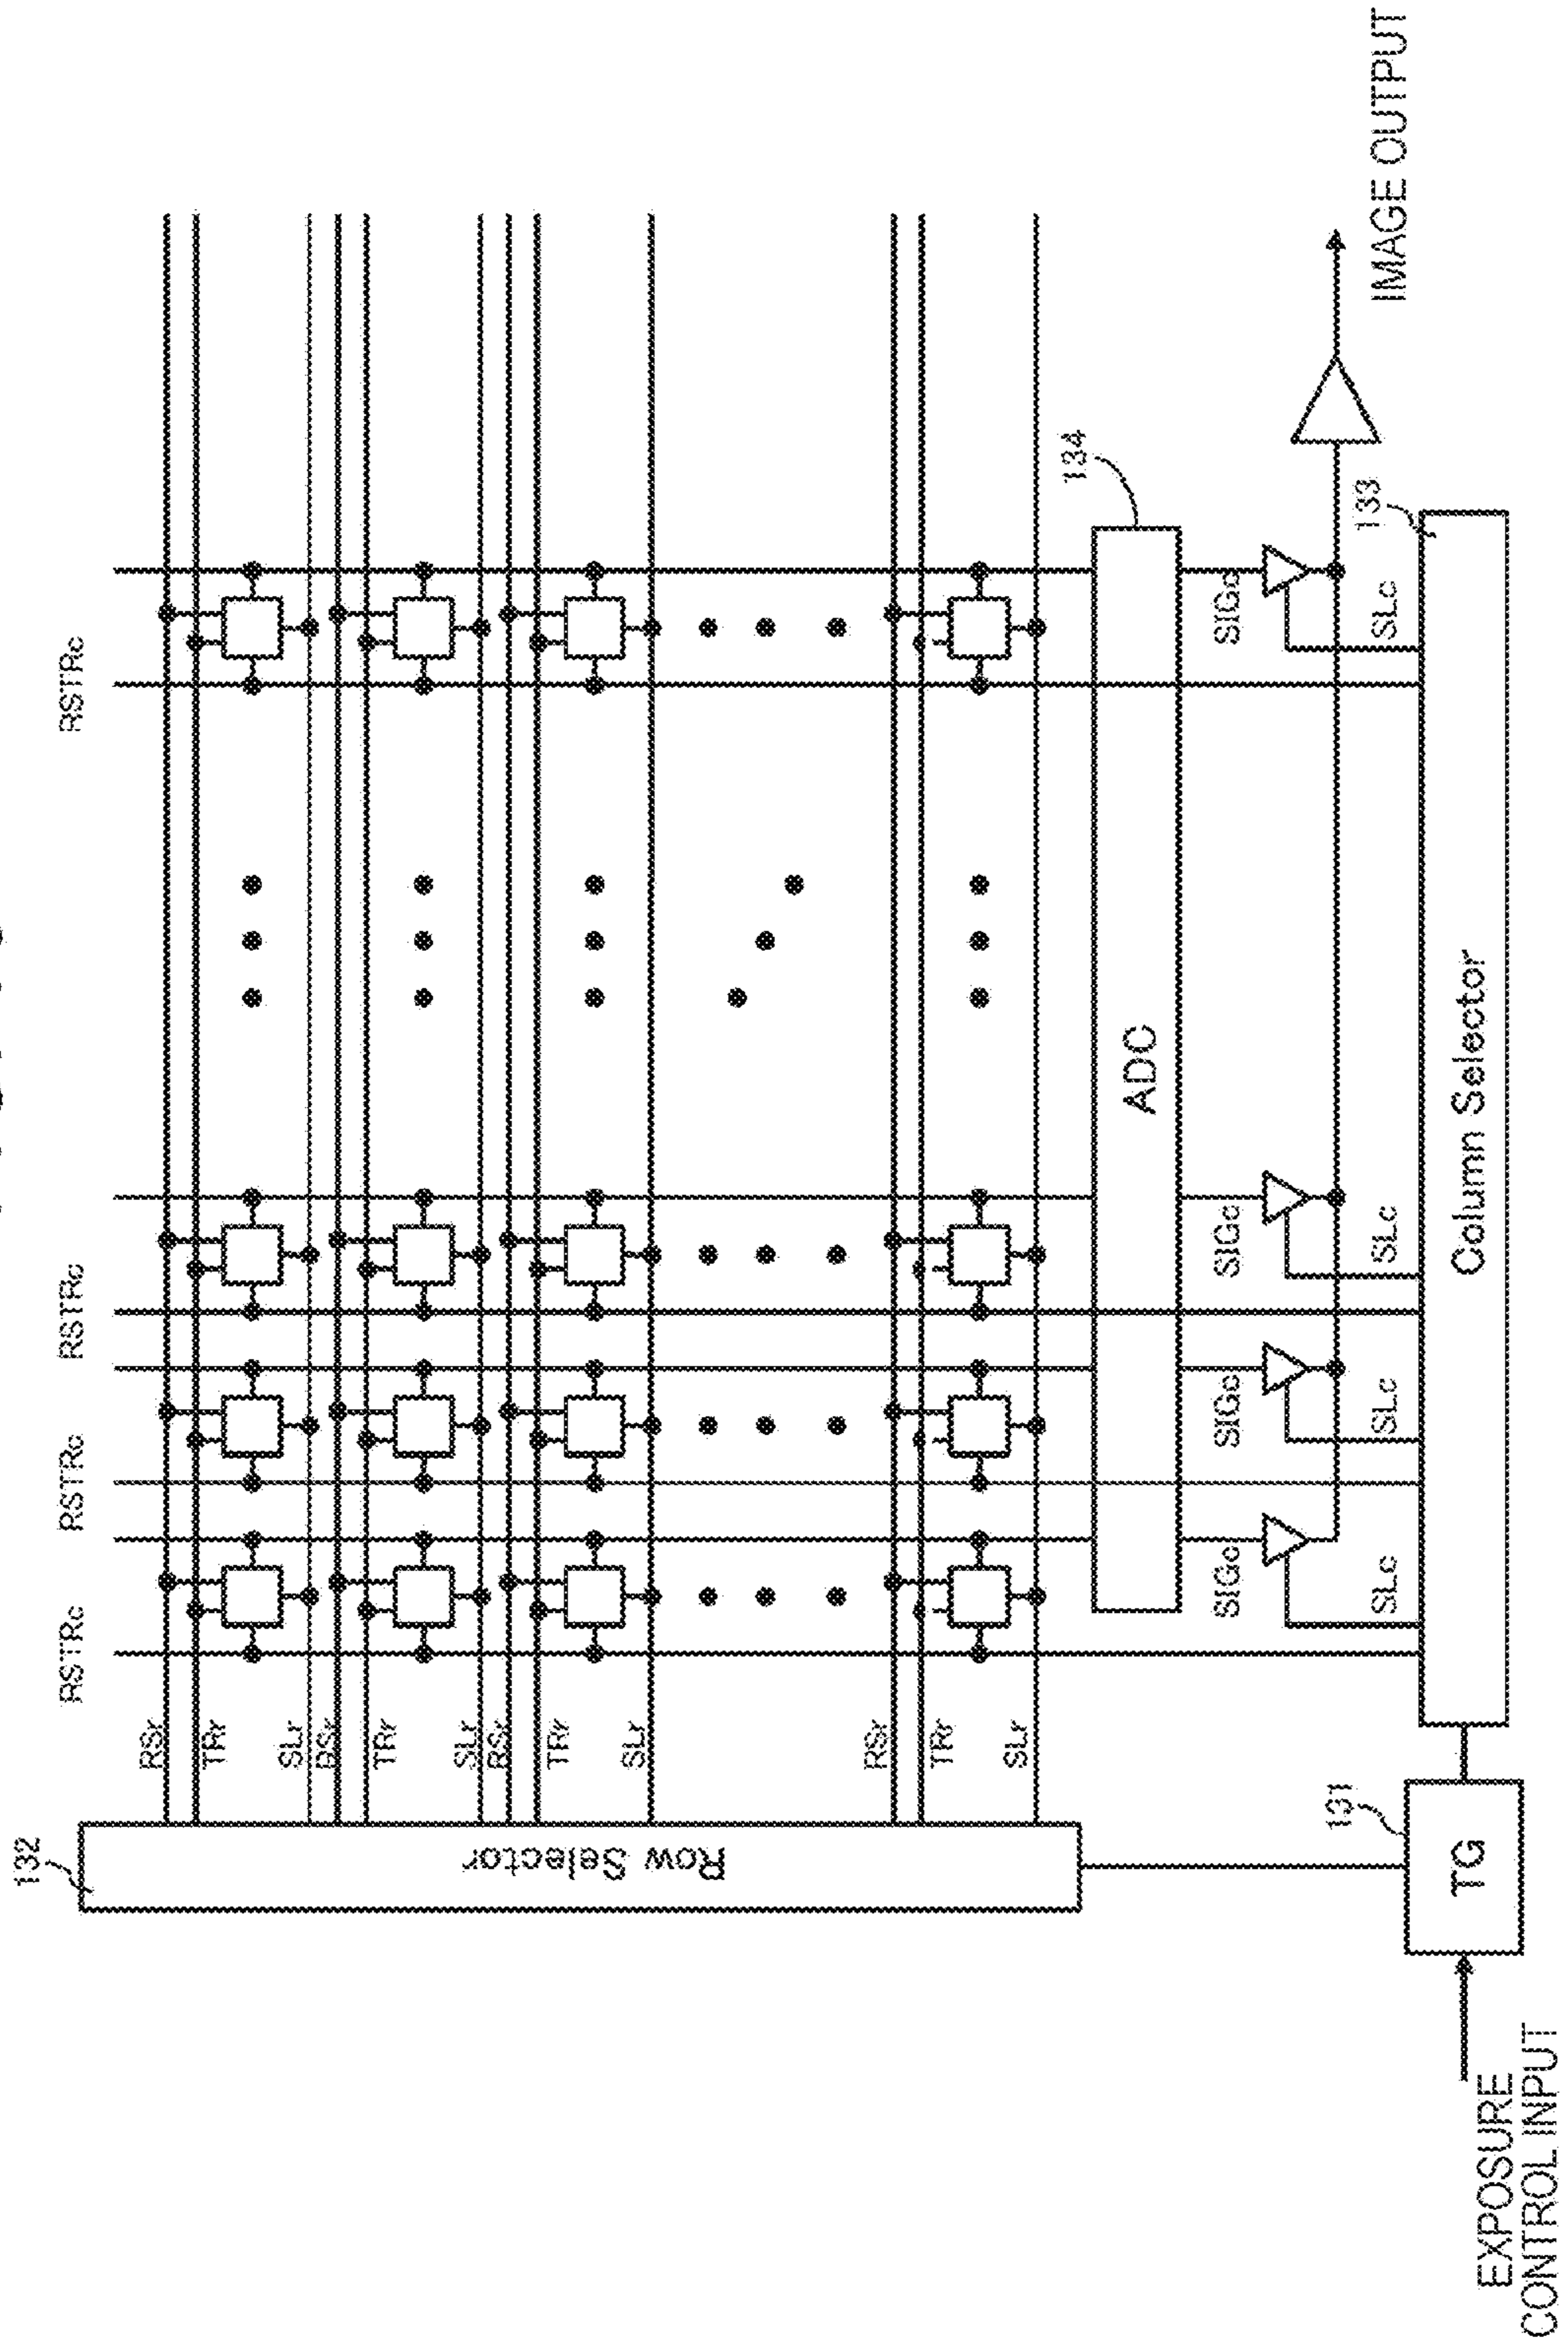 RSTRc RSTRc RSTRc RSTRc
132
Row Selector
RSr
TRr
SLr
RSr
TRr
SLr
RSr
TRr
SLr
RSr
TRr
SLr
134
ADC
SIGc SIGc SIGc SIGc
SLc SLc SLc SLc
133
Column Selector
131
TG
EXPOSURE
CONTROL INPUT
IMAGE OUTPUT